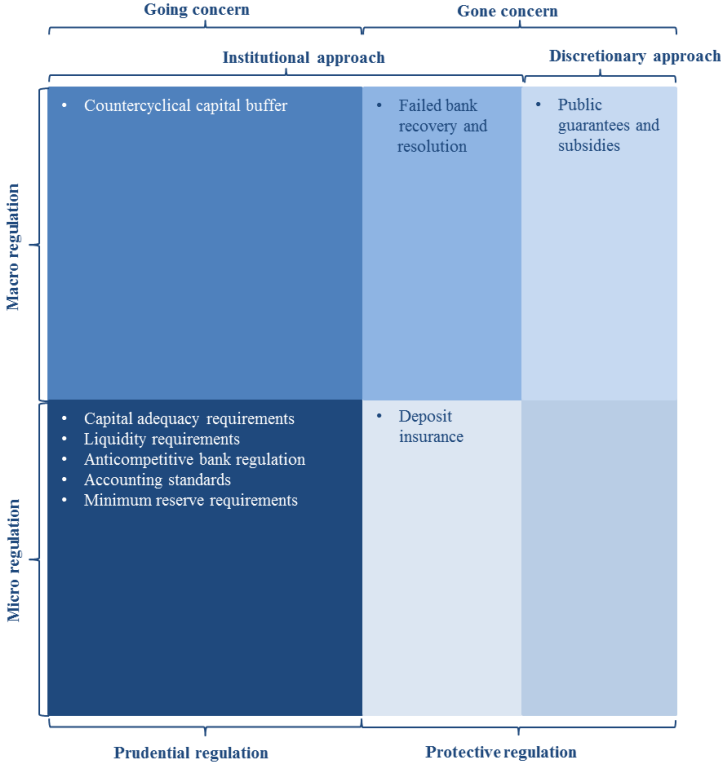 Going concern
Gone concern
Institutional approach
Discretionary approach
Macro regulation
• Countercyclical capital buffer
• Failed bank
recovery and
resolution
• Public
guarantees and
subsidies
Micro regulation
• Capital adequacy requirements
• Liquidity requirements
• Anticompetitive bank regulation
• Accounting standards
• Minimum reserve requirements
• Deposit
insurance
Prudential regulation
Protective regulation